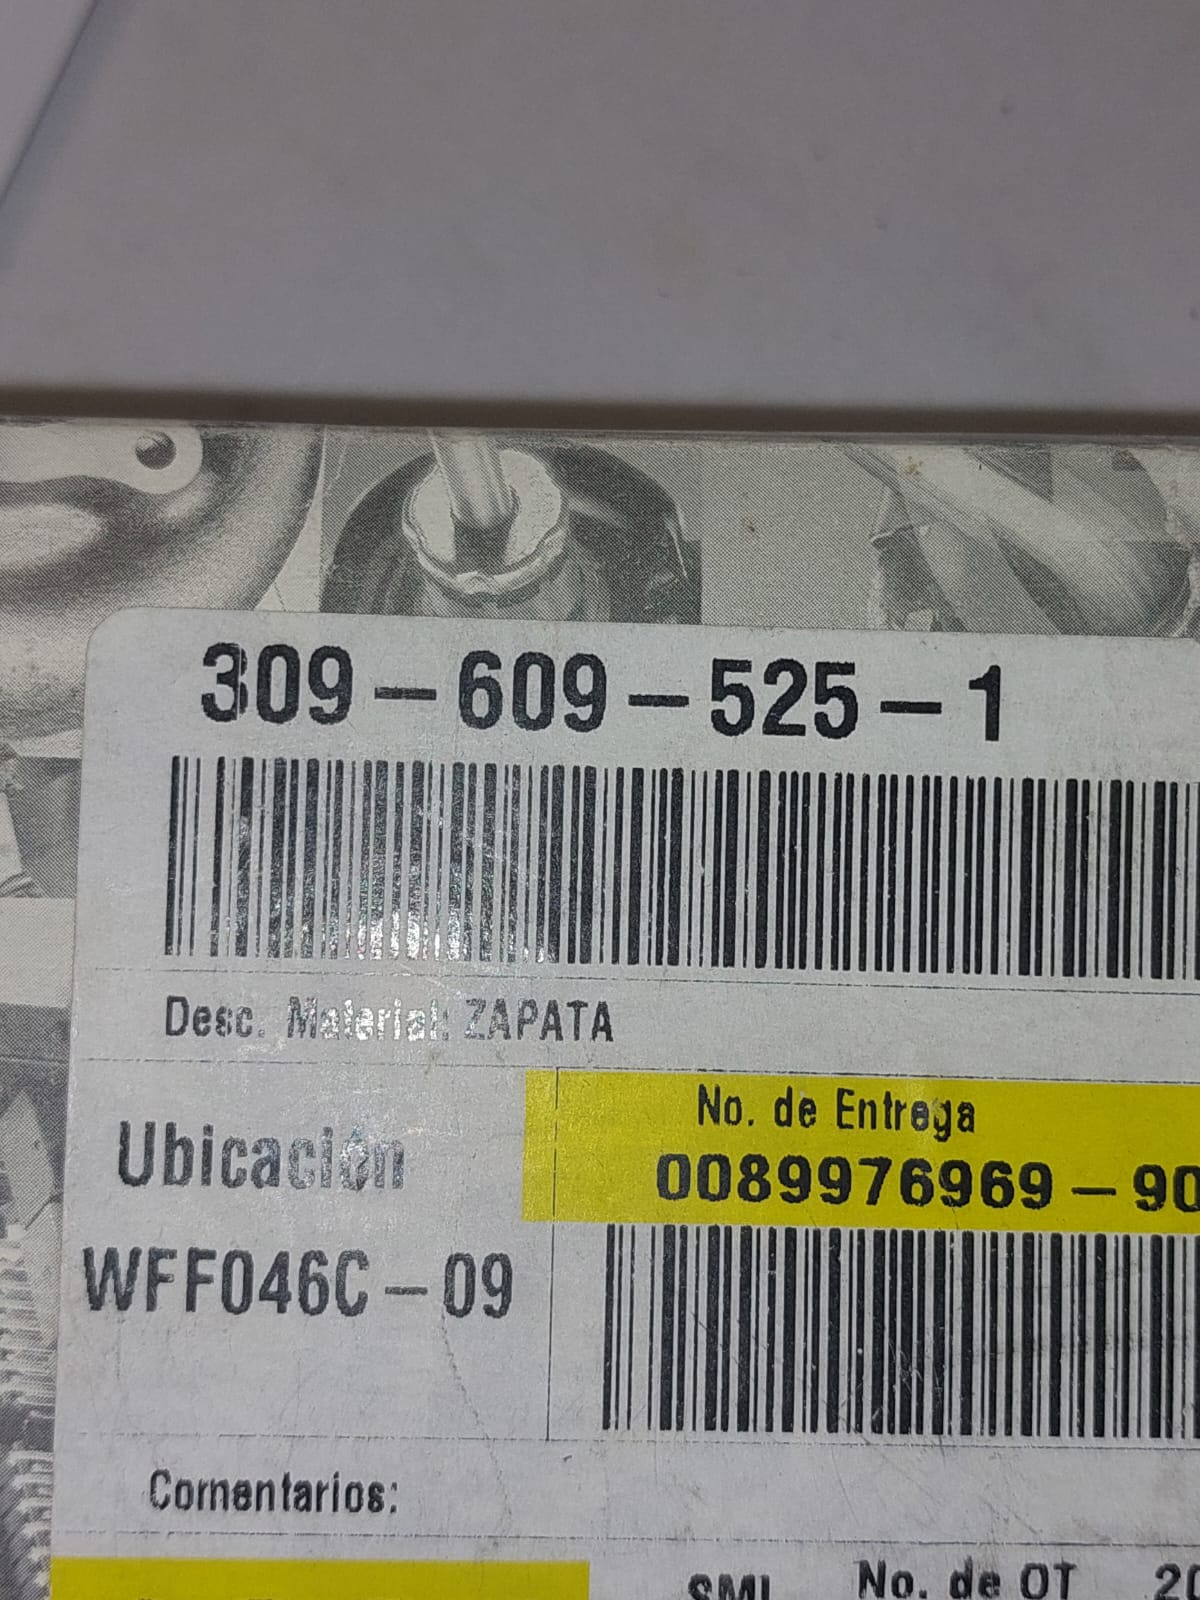 309-609-525-1
Desc. Material: ZAPATA
No. de Entrega
0089976969-90
Ubicación
WFF046C-09
Comentarios:
No. de OT